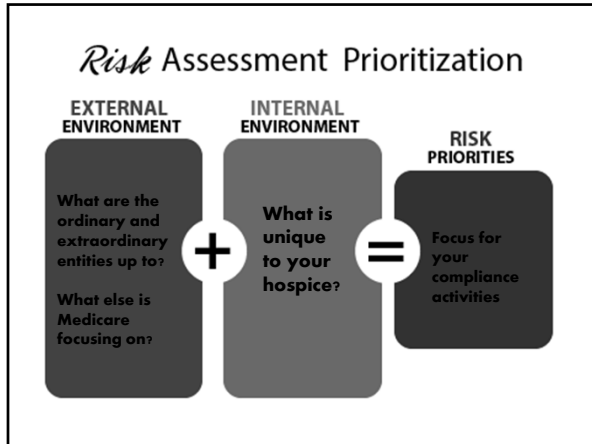 Risk Assessment Prioritization
EXTERNAL
ENVIRONMENT
What are the
ordinary and
extraordinary
entities up to?
What else is
Medicare
focusing on?
+
INTERNAL
ENVIRONMENT
What is
unique
to your
hospice?
=
RISK
PRIORITIES
Focus for
your
compliance
activities